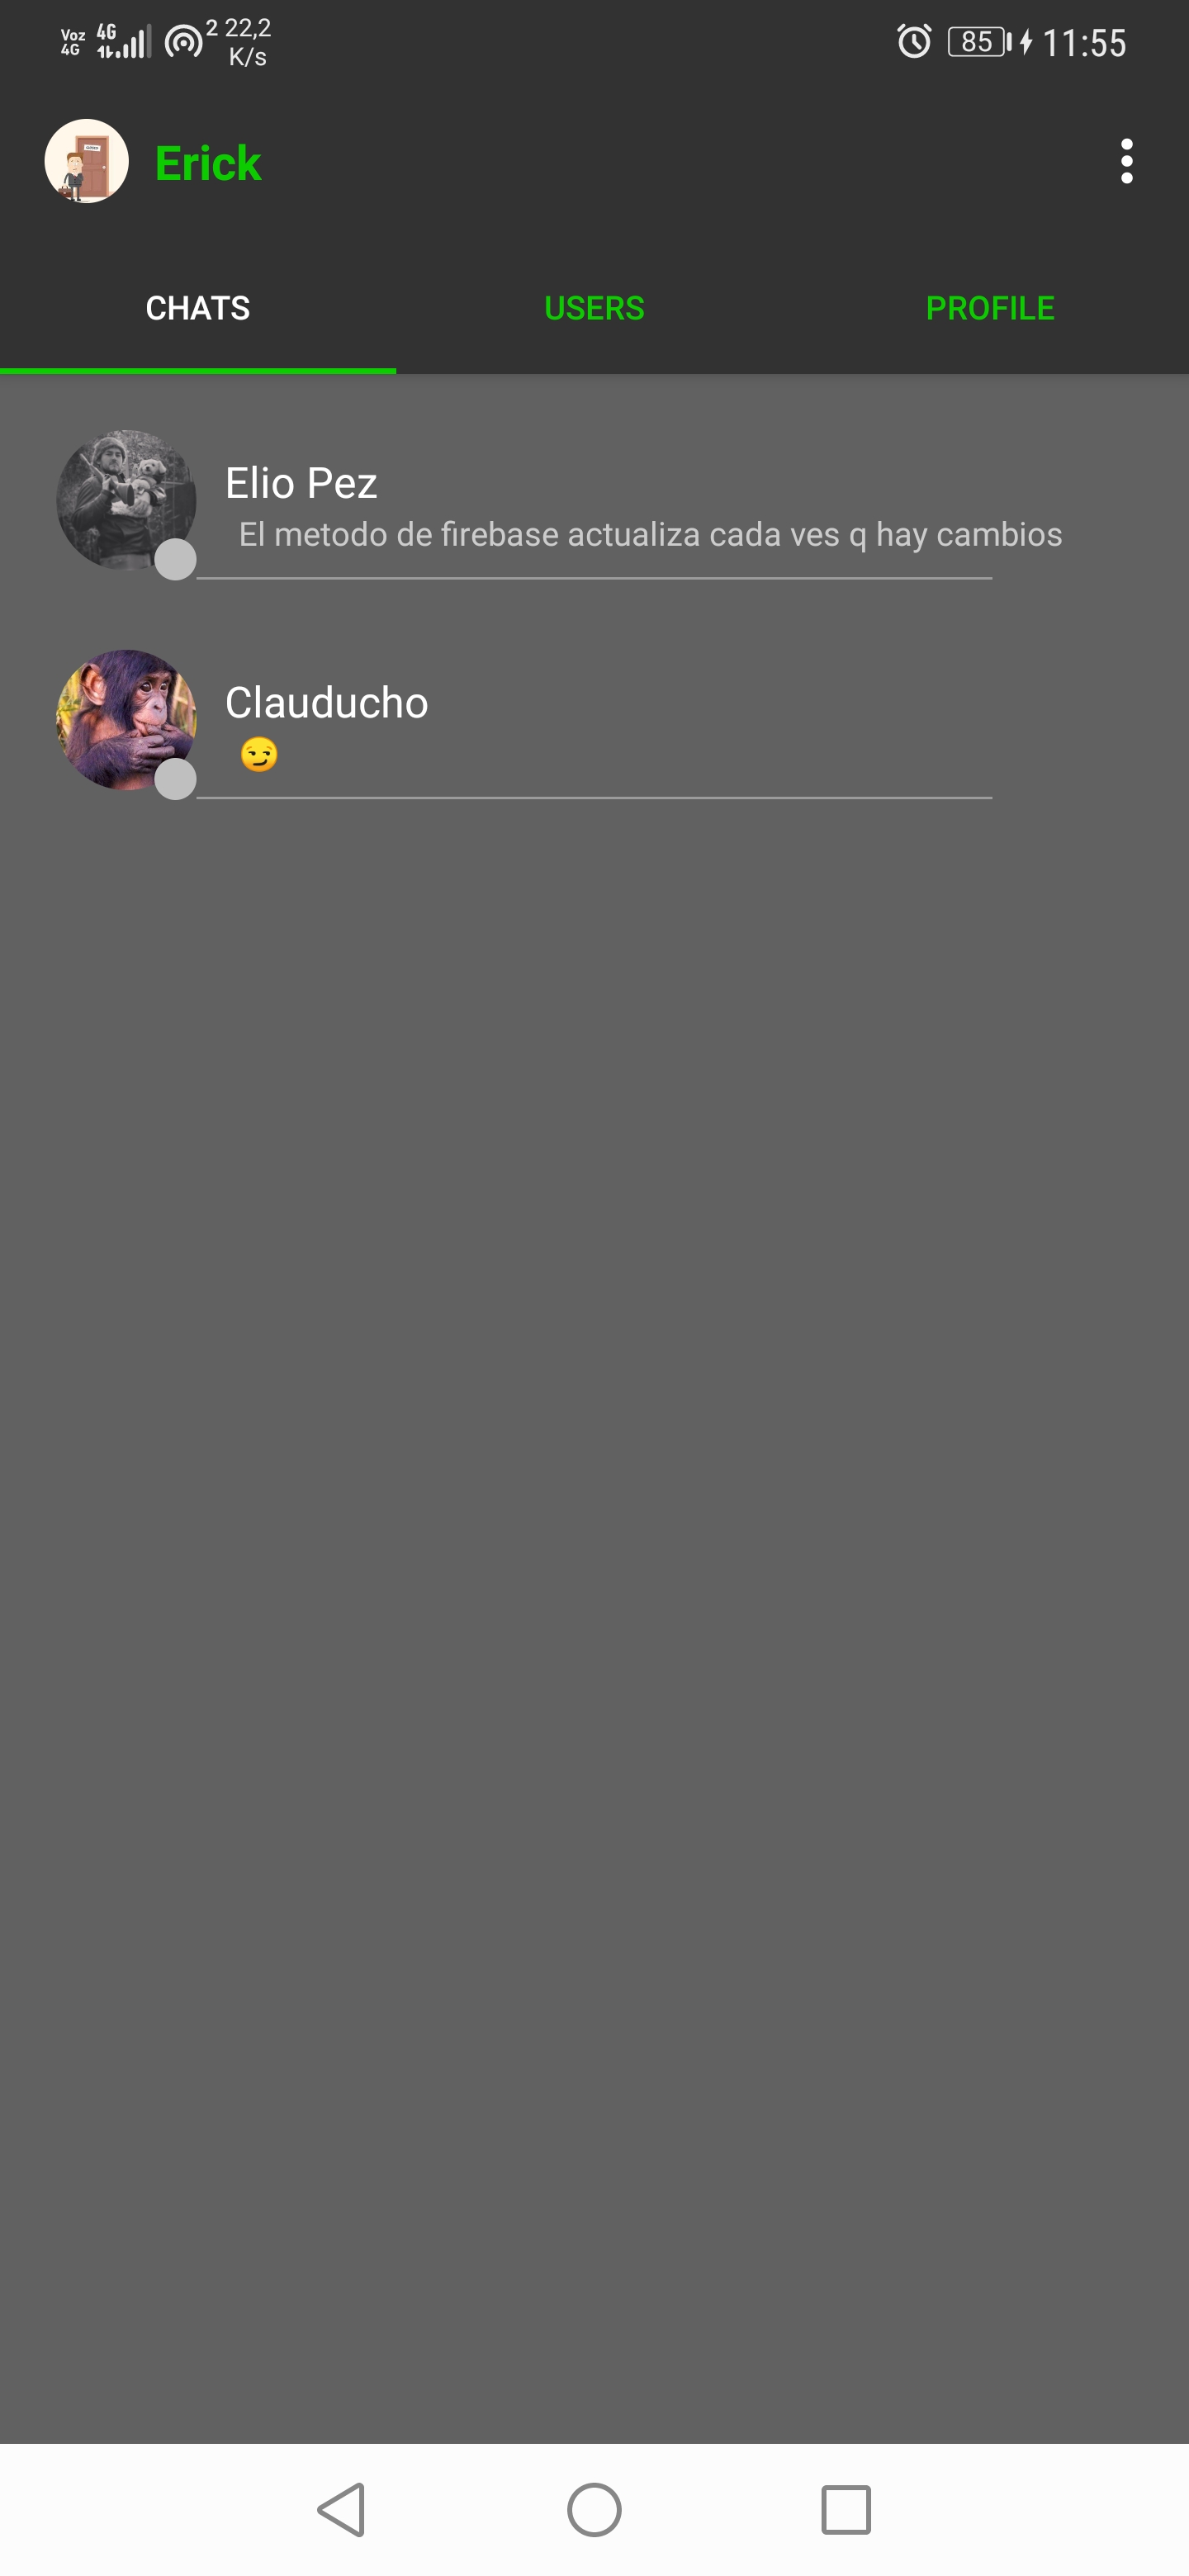 Voz 4G 4G 2 22,2 K/s 85 11:55
Erick
CHATS USERS PROFILE
Elio Pez
El metodo de firebase actualiza cada ves q hay cambios
Clauducho
😏